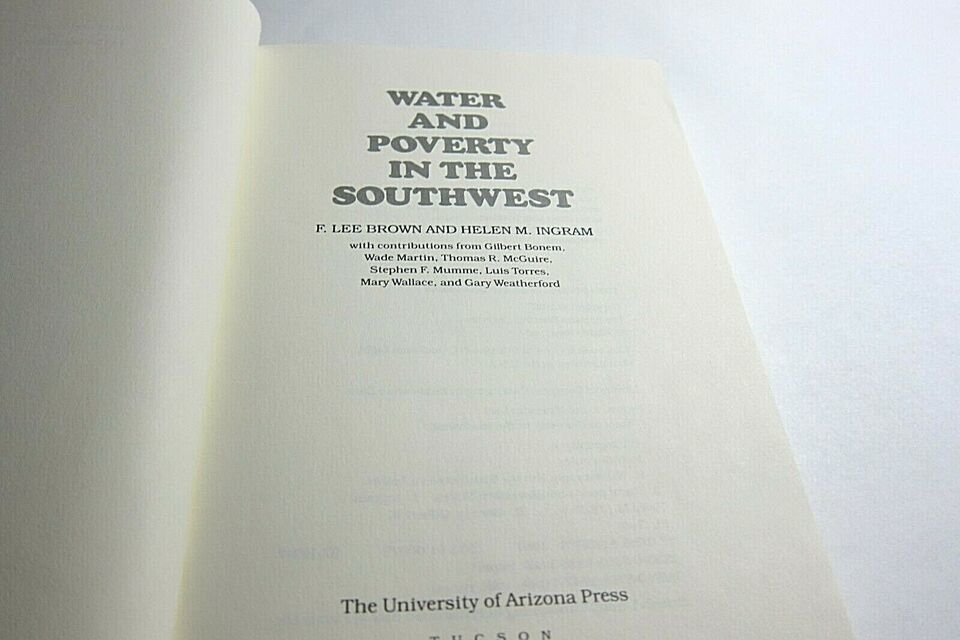 WATER
AND
POVERTY
IN THE
SOUTHWEST
F. LEE BROWN AND HELEN M. INGRAM
with contributions from Gilbert Bonem,
Wade Martin, Thomas R. McGuire,
Stephen F. Mumme, Luis Torres,
Mary Wallace, and Gary Weatherford
The University of Arizona Press
TUCSON